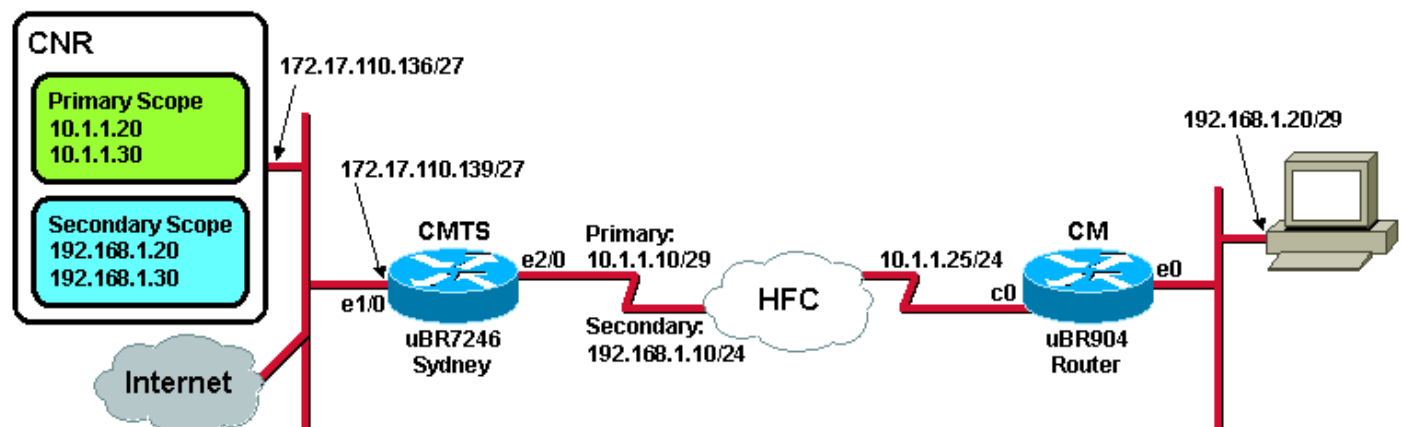 CNR
Primary Scope
10.1.1.20
10.1.1.30
Secondary Scope
192.168.1.20
192.168.1.30
172.17.110.136/27
172.17.110.139/27
Internet
CMTS
e1/0
e2/0
uBR7246
Sydney
Primary:
10.1.1.10/29
Secondary:
192.168.1.10/24
HFC
10.1.1.25/24
CM
c0
e0
uBR904
Router
192.168.1.20/29